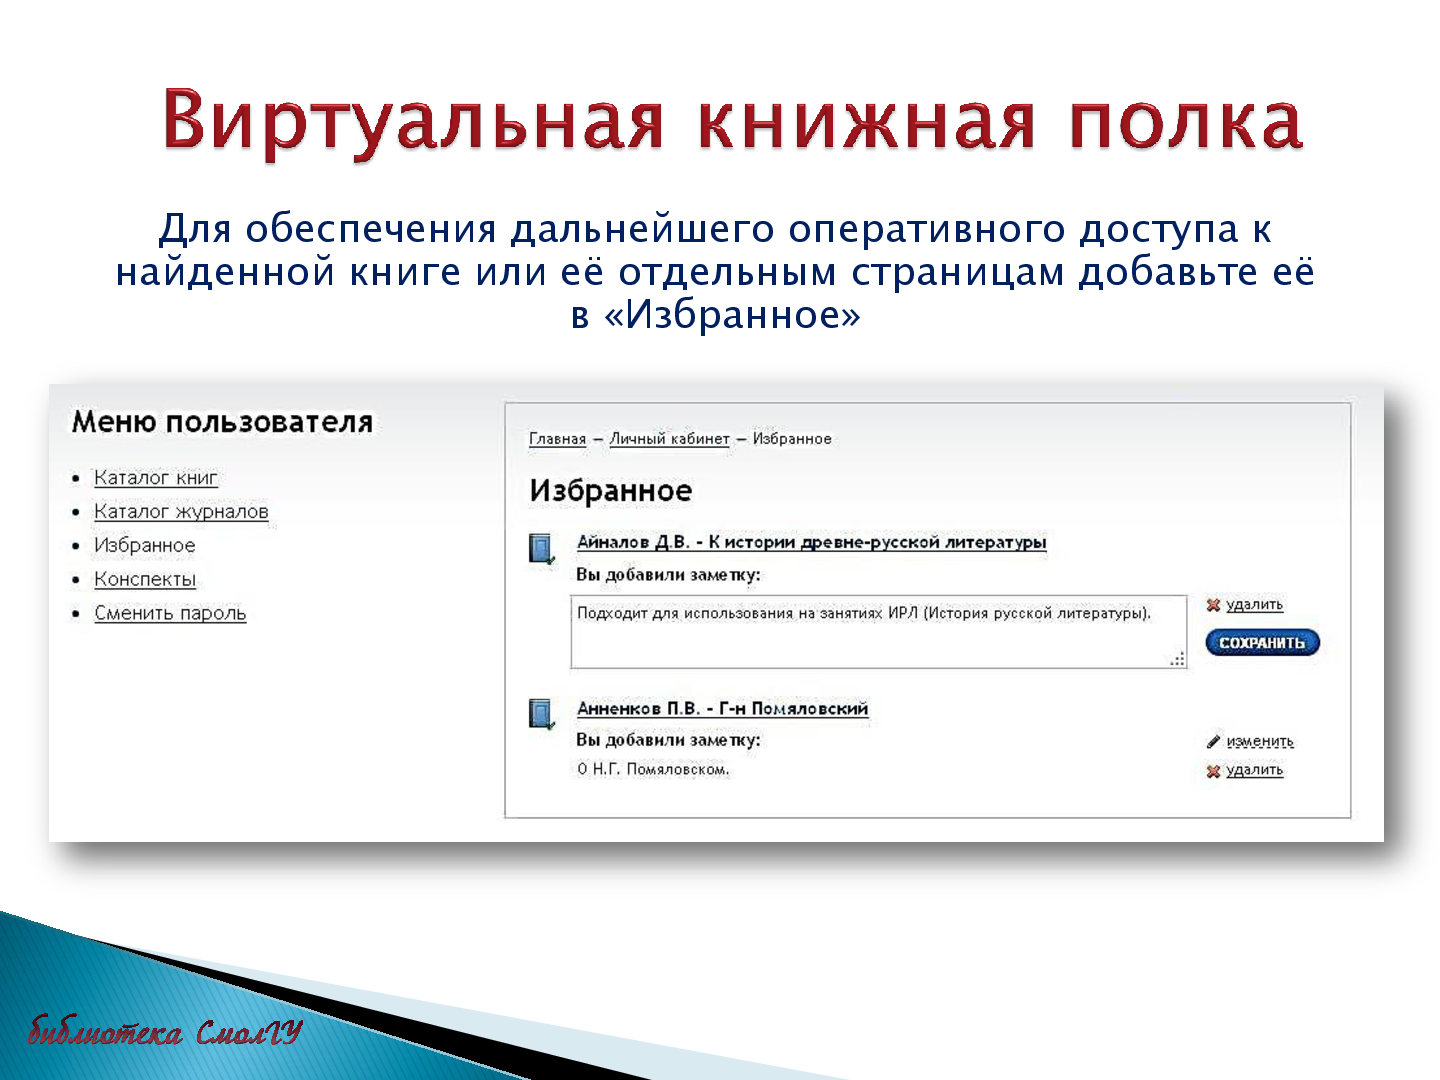 Виртуальная книжная полка
Для обеспечения дальнейшего оперативного доступа к
найденной книге или её отдельным страницам добавьте её
в «Избранное»
Меню пользователя
Каталог книг
Каталог журналов
Избранное
Конспекты
Сменить пароль
Главная – Личный кабинет – Избранное
Избранное
Айналов Д.В. - К истории древне-русской литературы
Вы добавили заметку:
Подходит для использования на занятиях ИРЛ (История русской литературы).
удалить
СОХРАНИТЬ
Анненков П.В. - Г-н Помяловский
Вы добавили заметку:
О Н.Г. Помяловском.
изменить
удалить
библиотека СмолГУ